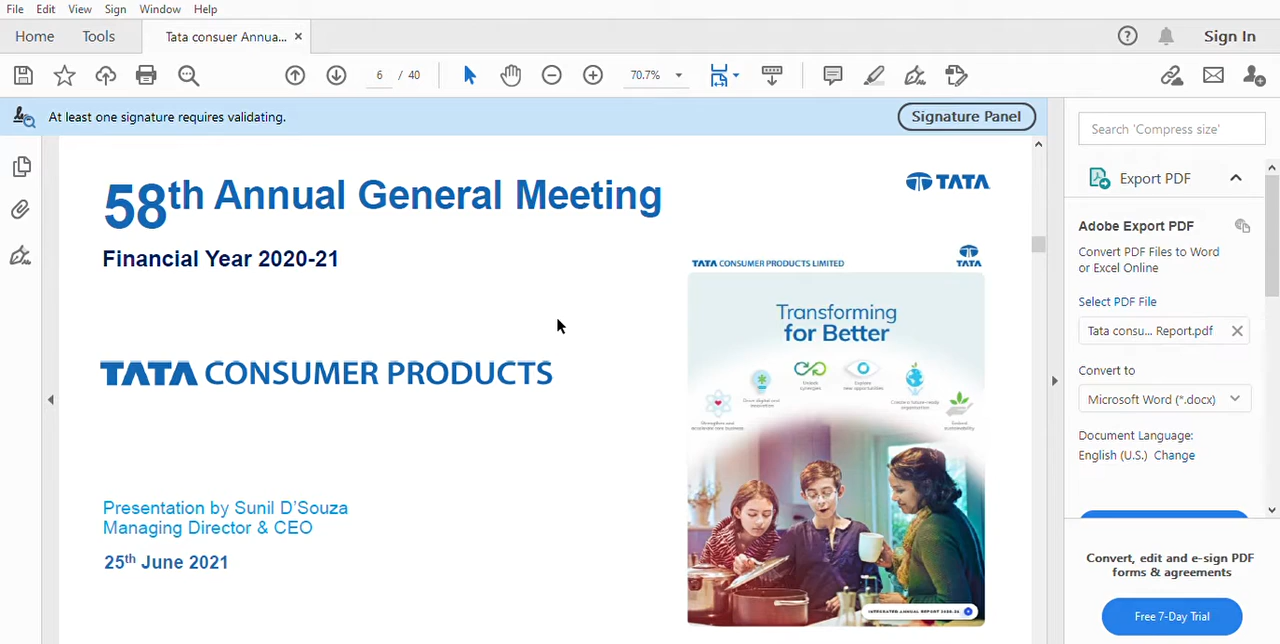 File Edit View Sign Window Help
Home Tools Tata consuer Annua... × Sign In
6 / 40 70.7%
At least one signature requires validating. Signature Panel
Search 'Compress size'
58th Annual General Meeting
TATA
Financial Year 2020-21
TATA CONSUMER PRODUCTS LIMITED
TATA
Transforming
for Better
TATA CONSUMER PRODUCTS
Presentation by Sunil D'Souza
Managing Director & CEO
25th June 2021
INTEGRATED ANNUAL REPORT 2020-21
Export PDF
Adobe Export PDF
Convert PDF Files to Word
or Excel Online
Select PDF File
Tata consu... Report.pdf
Convert to
Microsoft Word (*.docx)
Document Language:
English (U.S.) Change
Convert, edit and e-sign PDF
forms & agreements
Free 7-Day Trial